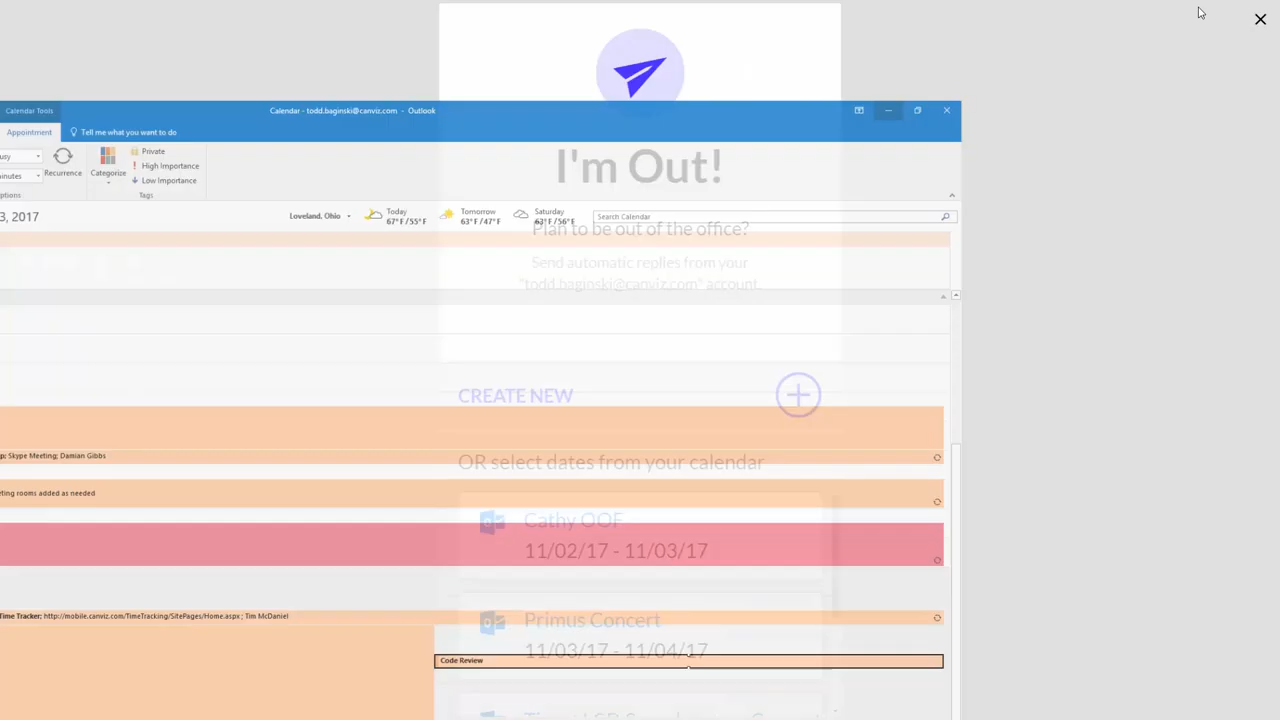 Calendar Tools
Calendar - todd.baginski@canviz.com - Outlook
Appointment
Tell me what you want to do
I'm Out!
usy
Private
High Importance
Low Importance
inutes
Recurrence
Categorize
ptions
Tags
3, 2017
Loveland, Ohio
Today
67°F/55°F
Tomorrow
63°F/47°F
Saturday
63°F/56°F
Search Calendar
Plan to be out of the office?
Send automatic replies from your
"todd.baginski@canviz.com" account.
CREATE NEW
OR select dates from your calendar
p: Skype Meeting; Damian Gibbs
eting rooms added as needed
Cathy OOF
11/02/17 - 11/03/17
Time Tracker; http://mobile.canviz.com/TimeTracking/SitePages/Home.aspx ; Tim McDaniel
Primus Concert
11/03/17 - 11/04/17
Code Review